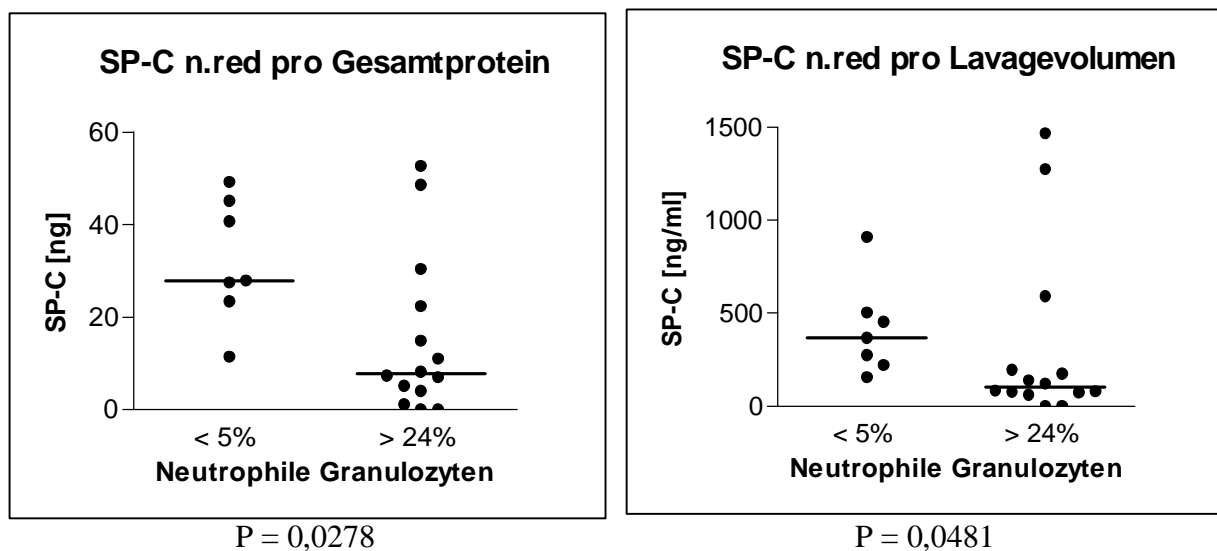 SP-C n.red pro Gesamtprotein
SP-C [ng]
60
40
20
0
< 5%
> 24%
Neutrophile Granulozyten
P = 0,0278
SP-C n.red pro Lavagevolumen
SP-C [ng/ml]
1500
1000
500
0
< 5%
> 24%
Neutrophile Granulozyten
P = 0,0481